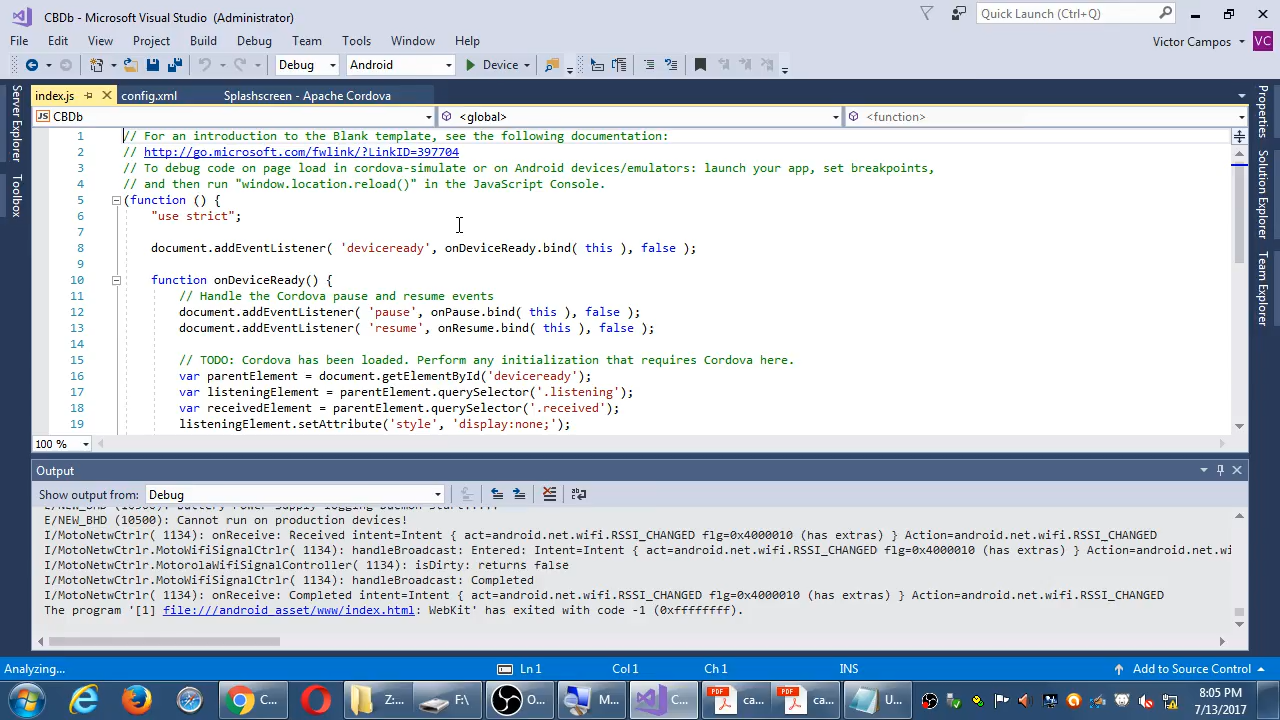 CBDb - Microsoft Visual Studio (Administrator)
Quick Launch (Ctrl+Q)
File Edit View Project Build Debug Team Tools Window Help
Victor Campos VC
Debug Android Device
index.js config.xml Splashscreen - Apache Cordova
JS CBDb <global> <function>
Server Explorer
Toolbox
Properties
Solution Explorer
Team Explorer
1 // For an introduction to the Blank template, see the following documentation:
2 // http://go.microsoft.com/fwlink/?LinkID=397704
3 // To debug code on page load in cordova-simulate or on Android devices/emulators: launch your app, set breakpoints,
4 // and then run "window.location.reload()" in the JavaScript Console.
5 (function () {
6 "use strict";
7
8 document.addEventListener( 'deviceready', onDeviceReady.bind( this ), false );
9
10 function onDeviceReady() {
11 // Handle the Cordova pause and resume events
12 document.addEventListener( 'pause', onPause.bind( this ), false );
13 document.addEventListener( 'resume', onResume.bind( this ), false );
14
15 // TODO: Cordova has been loaded. Perform any initialization that requires Cordova here.
16 var parentElement = document.getElementById('deviceready');
17 var listeningElement = parentElement.querySelector('.listening');
18 var receivedElement = parentElement.querySelector('.received');
19 listeningElement.setAttribute('style', 'display:none;');
100 %
Output
Show output from: Debug
E/NEW_BHD (10500): Battery Power Supply logging Daemon start.....
E/NEW_BHD (10500): Cannot run on production devices!
I/MotoNetwCtrlr( 1134): onReceive: Received intent=Intent { act=android.net.wifi.RSSI_CHANGED flg=0x4000010 (has extras) } Action=android.net.wifi.RSSI_CHANGED
I/MotoNetwCtrlr.MotoWifiSignalCtrlr( 1134): handleBroadcast: Entered: Intent=Intent { act=android.net.wifi.RSSI_CHANGED flg=0x4000010 (has extras) } Action=android.net.wi
I/MotoNetwCtrlr.MotorolaWifiSignalController( 1134): isDirty: returns false
I/MotoNetwCtrlr.MotoWifiSignalCtrlr( 1134): handleBroadcast: Completed
I/MotoNetwCtrlr( 1134): onReceive: Completed intent=Intent { act=android.net.wifi.RSSI_CHANGED flg=0x4000010 (has extras) } Action=android.net.wifi.RSSI_CHANGED
The program '[1] file:///android_asset/www/index.html: WebKit' has exited with code -1 (0xffffffff).
Analyzing... Ln 1 Col 1 Ch 1 INS Add to Source Control
C... Z:... F:\ O... M... C... ca... ca... U...
8:05 PM
7/13/2017